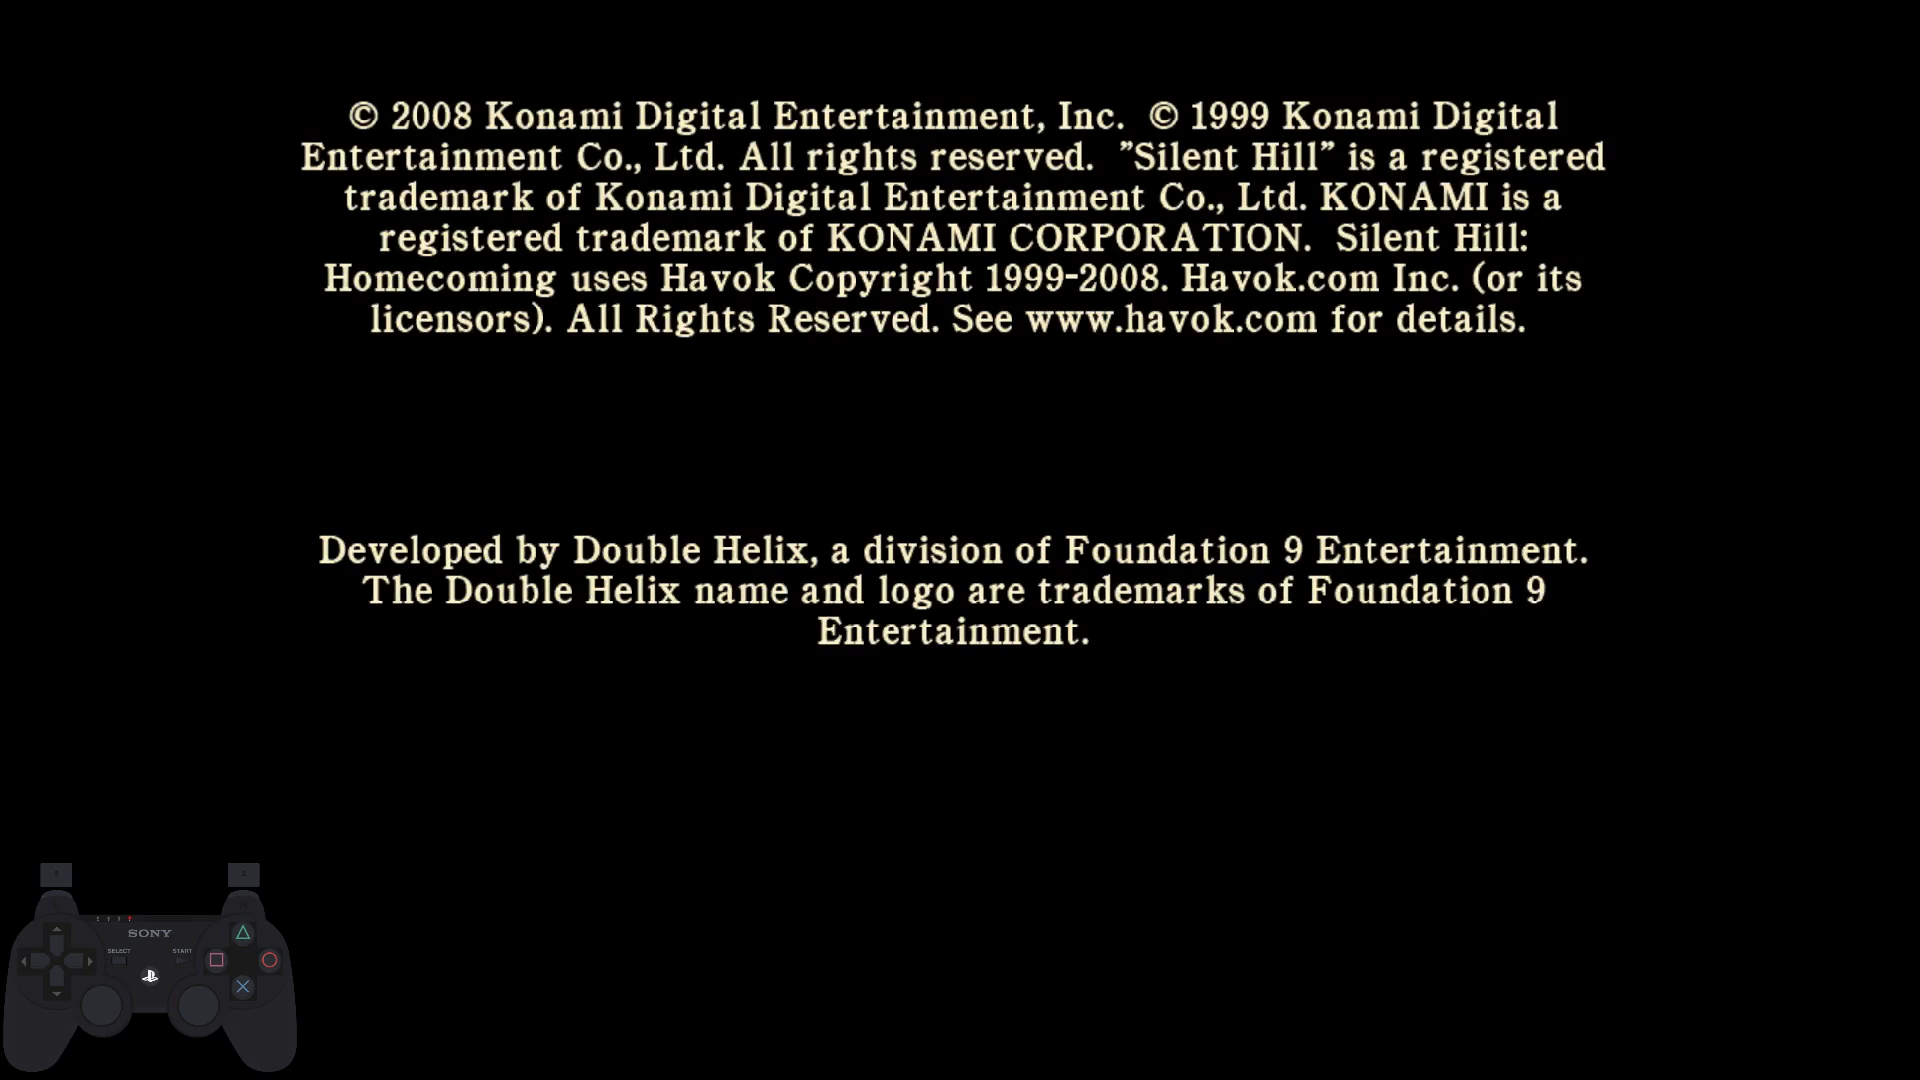 © 2008 Konami Digital Entertainment, Inc.  © 1999 Konami Digital
Entertainment Co., Ltd. All rights reserved.  ”Silent Hill” is a registered
trademark of Konami Digital Entertainment Co., Ltd. KONAMI is a
registered trademark of KONAMI CORPORATION.  Silent Hill:
Homecoming uses Havok Copyright 1999-2008. Havok.com Inc. (or its
licensors). All Rights Reserved. See www.havok.com for details.
Developed by Double Helix, a division of Foundation 9 Entertainment.
The Double Helix name and logo are trademarks of Foundation 9
Entertainment.
SONY
SELECT START